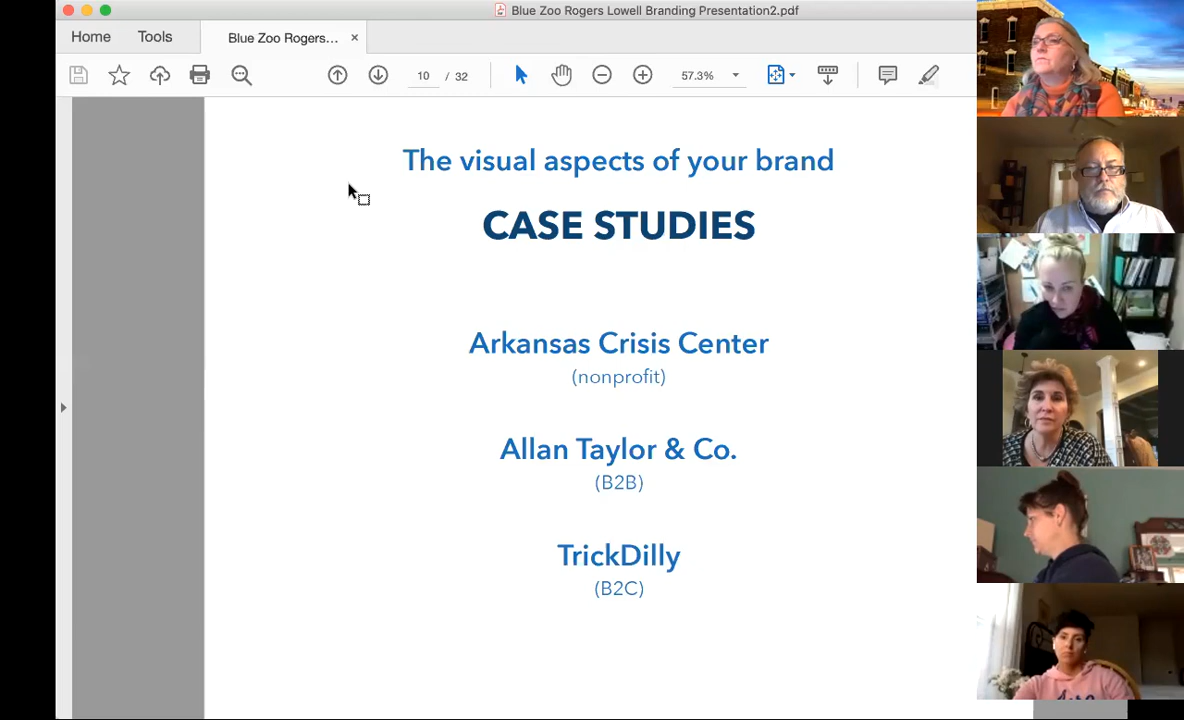 Blue Zoo Rogers Lowell Branding Presentation2.pdf
Home Tools Blue Zoo Rogers... ×
10 / 32 57.3%
The visual aspects of your brand
CASE STUDIES
Arkansas Crisis Center
(nonprofit)
Allan Taylor & Co.
(B2B)
TrickDilly
(B2C)